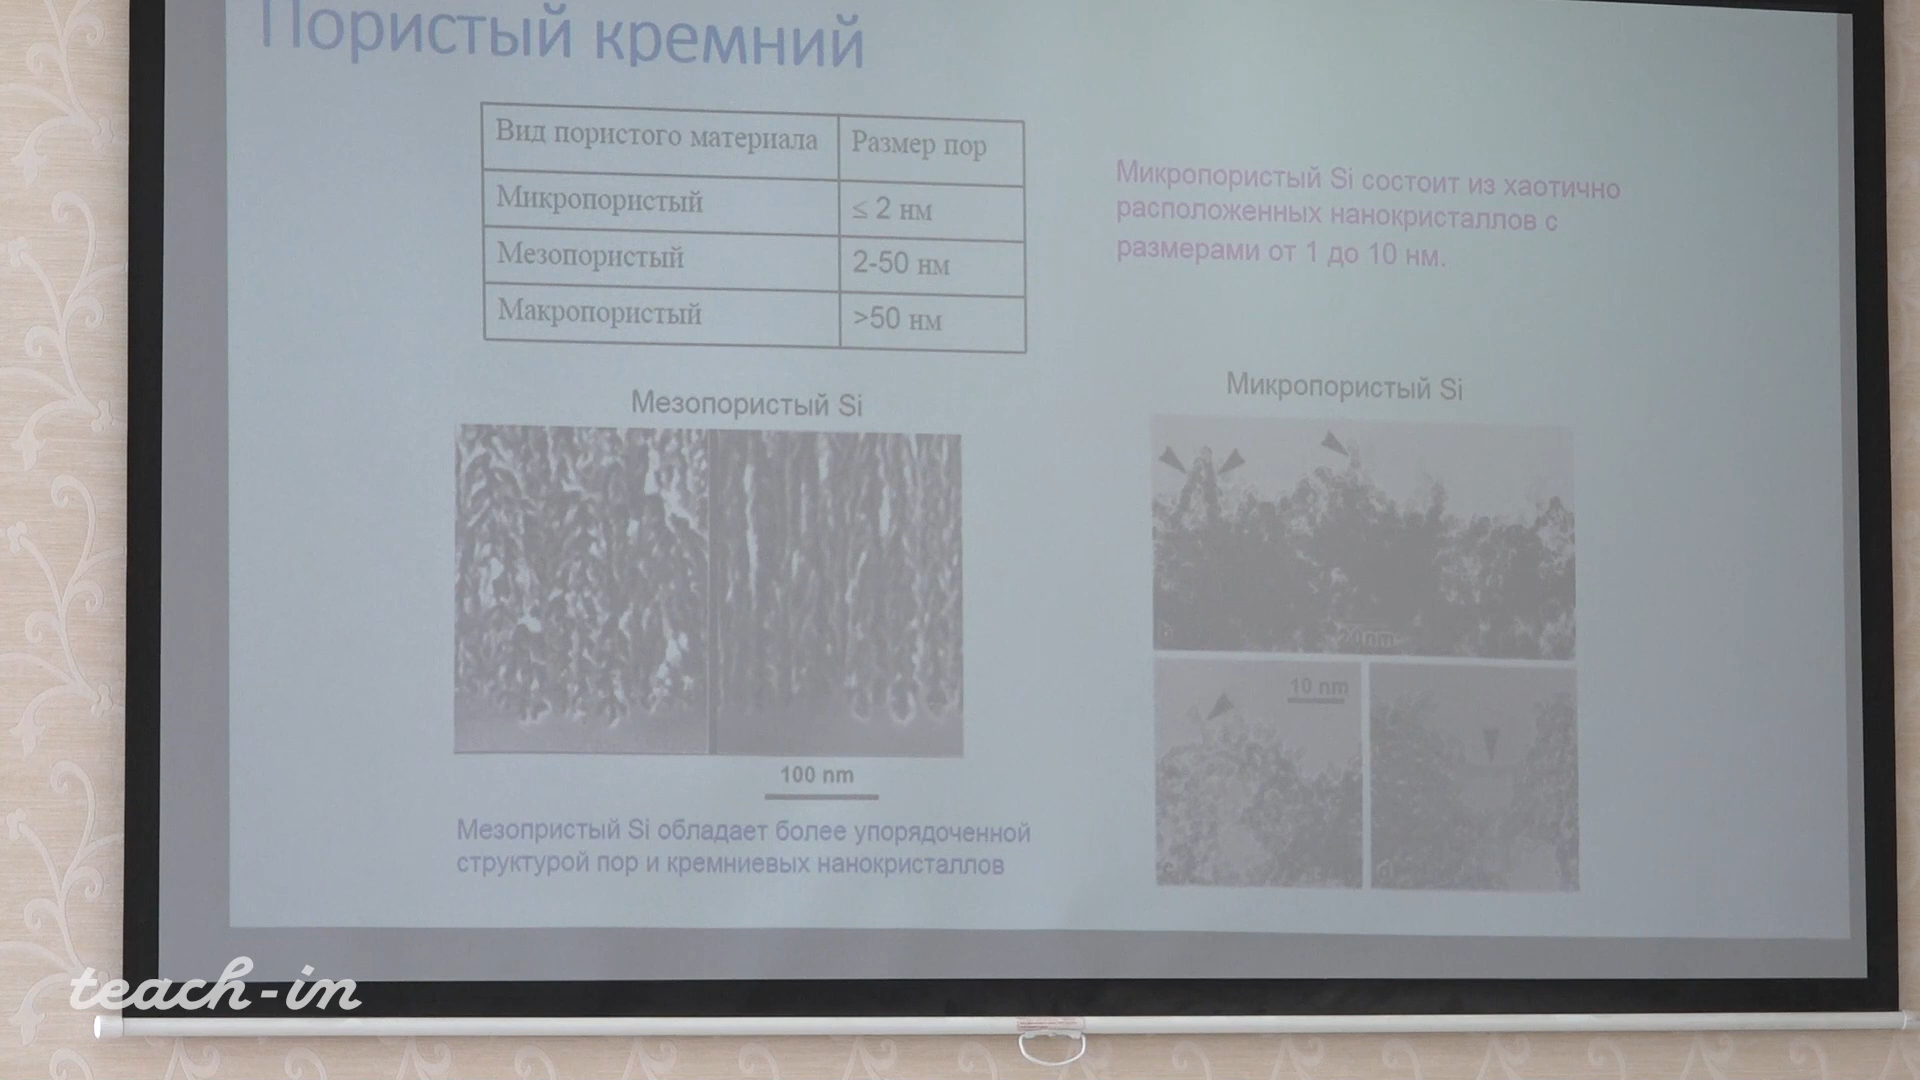 Пористый кремний
Вид пористого материала Размер пор
Микропористый ≤ 2 нм
Мезопористый 2-50 нм
Макропористый >50 нм
Микропористый Si состоит из хаотично
расположенных нанокристаллов с
размерами от 1 до 10 нм.
Мезопористый Si
100 nm
Мезопристый Si обладает более упорядоченной
структурой пор и кремниевых нанокристаллов
Микропористый Si
20nm
10 nm
teach-in